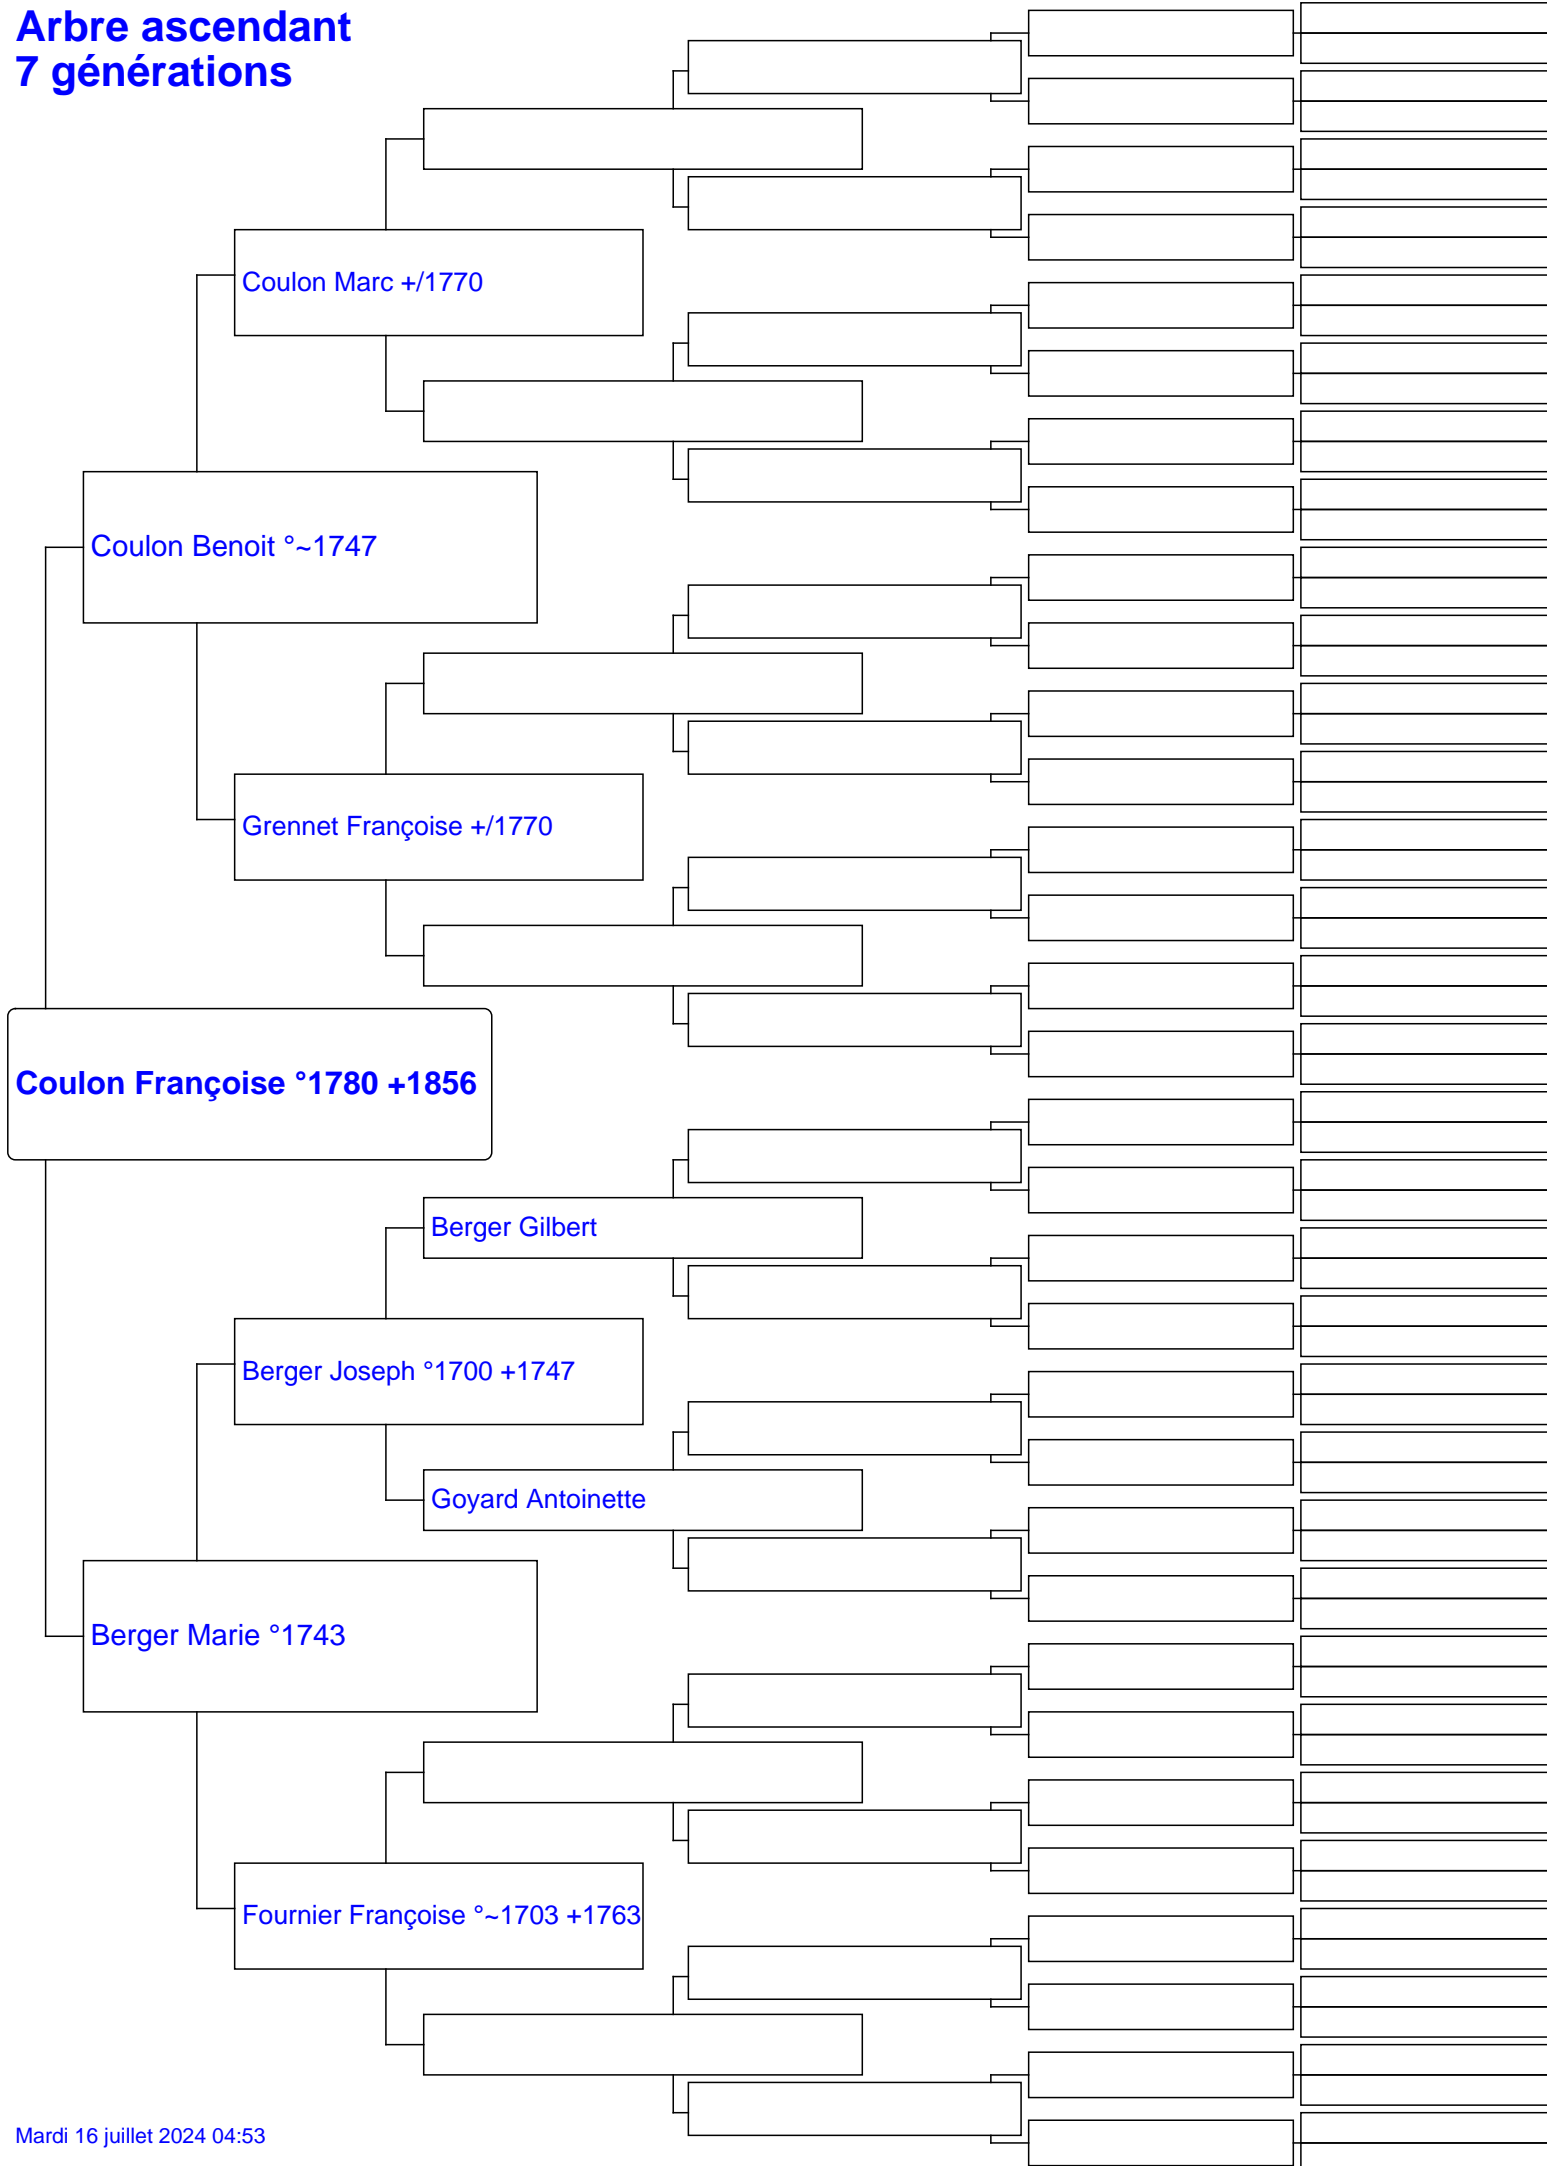 Arbre ascendant
7 générations
Coulon Marc +/1770
Coulon Benoit °~1747
Grennet Françoise +/1770
Coulon Françoise °1780 +1856
Berger Gilbert
Berger Joseph °1700 +1747
Goyard Antoinette
Berger Marie °1743
Fournier Françoise °~1703 +1763
Mardi 16 juillet 2024 04:53